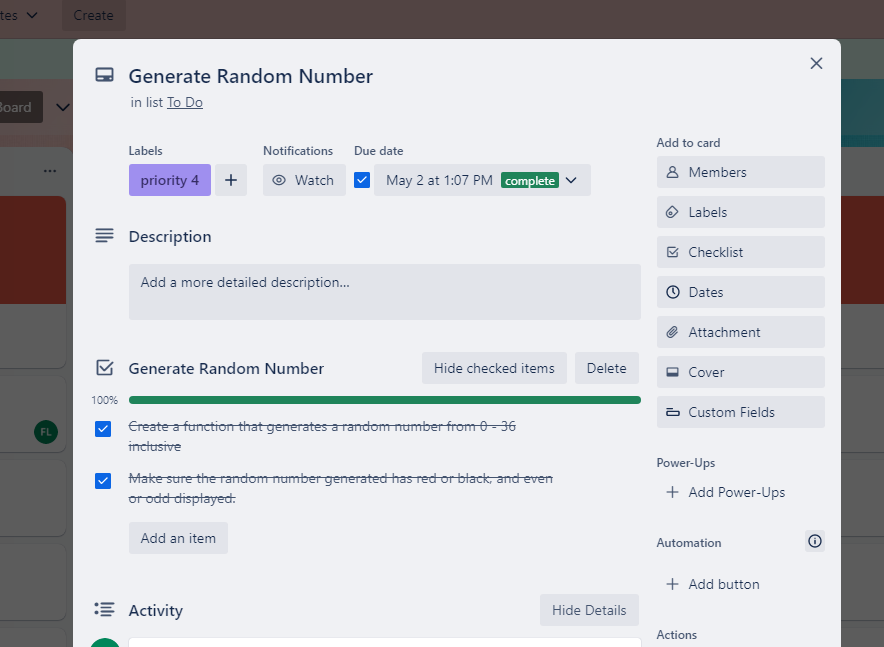 tes
Create
Board
Generate Random Number
in list To Do
Labels
Notifications
Due date
priority 4
Watch
May 2 at 1:07 PM
complete
Description
Add a more detailed description...
Generate Random Number
Hide checked items
Delete
100%
Create a function that generates a random number from 0 - 36
inclusive
Make sure the random number generated has red or black, and even
or odd displayed.
Add an item
Activity
Hide Details
FL
Add to card
Members
Labels
Checklist
Dates
Attachment
Cover
Custom Fields
Power-Ups
Add Power-Ups
Automation
Add button
Actions